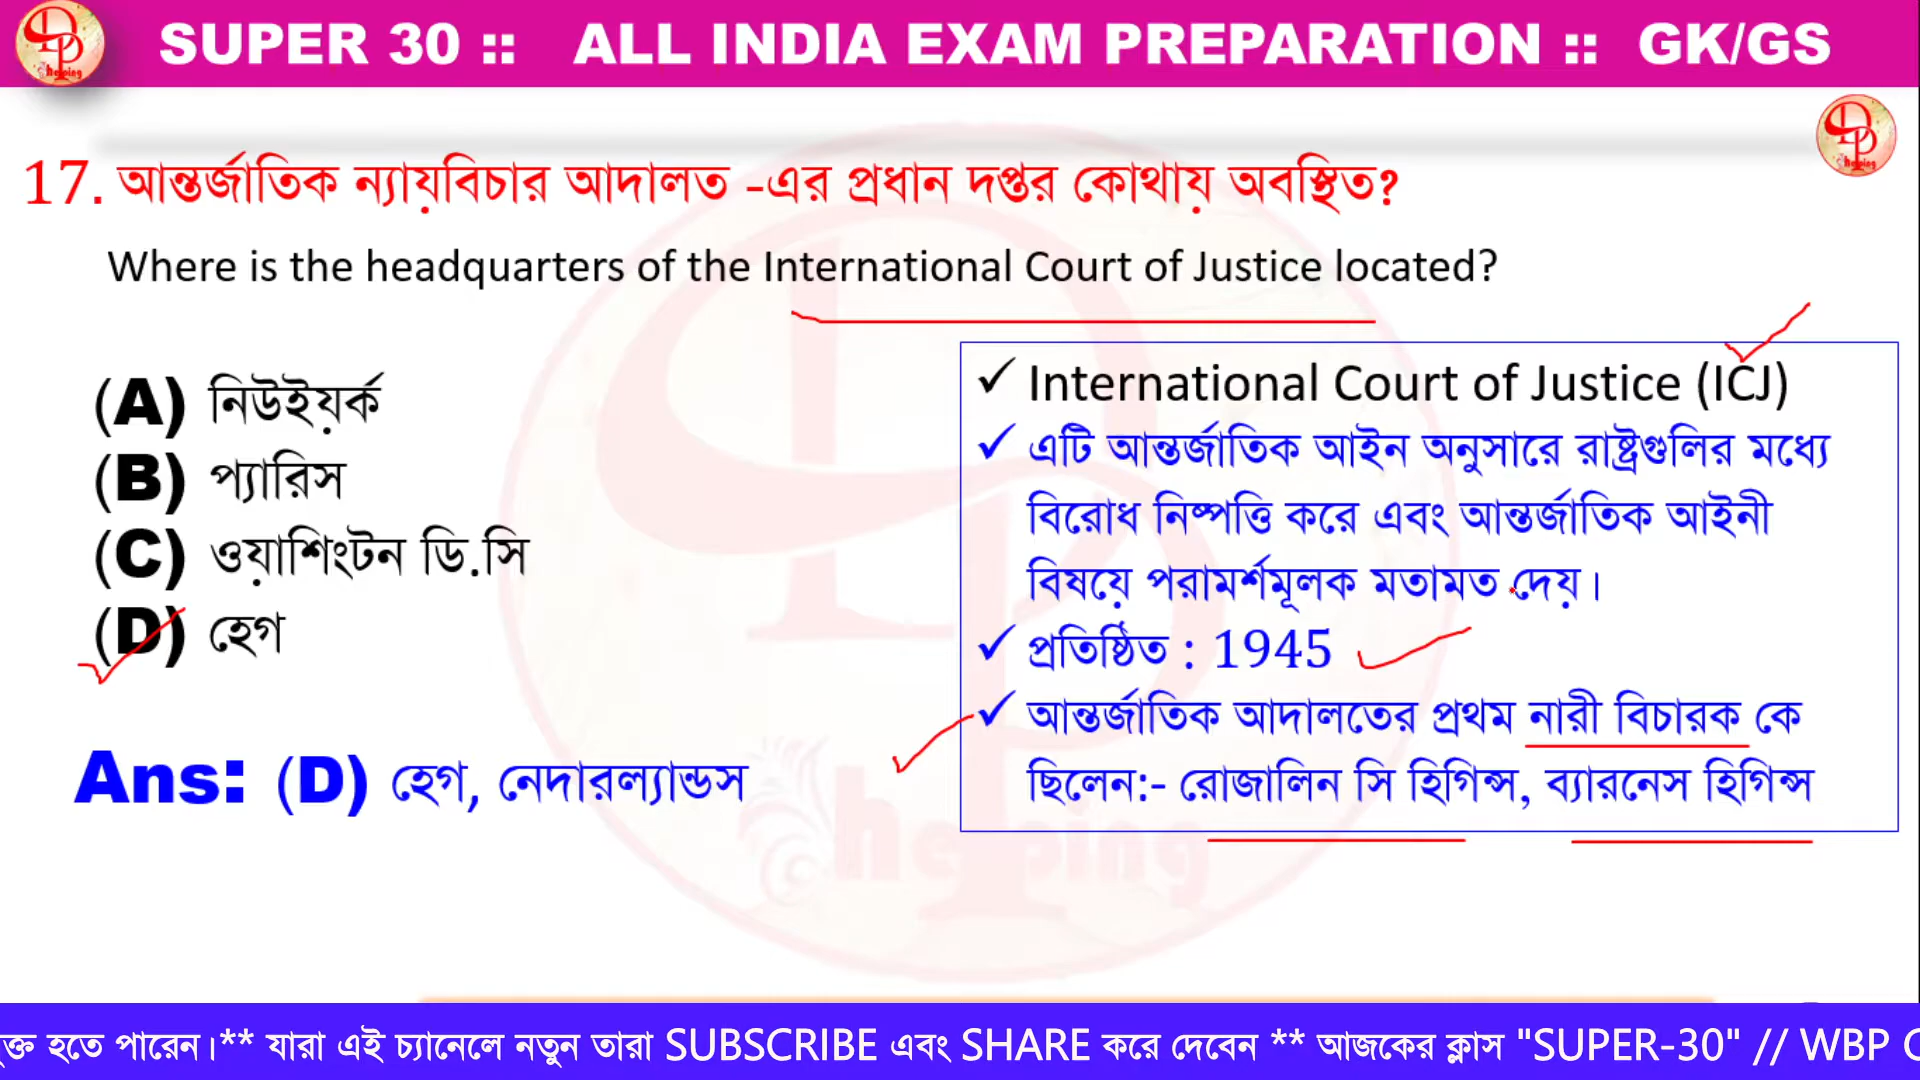 SUPER 30 :: ALL INDIA EXAM PREPARATION :: GK/GS
17. আন্তর্জাতিক ন্যায়বিচার আদালত -এর প্রধান দপ্তর কোথায় অবস্থিত?
Where is the headquarters of the International Court of Justice located?
(A) নিউইয়র্ক
(B) প্যারিস
(C) ওয়াশিংটন ডি.সি
(D) হেগ
Ans: (D) হেগ, নেদারল্যান্ডস
✓ International Court of Justice (ICJ)
✓ এটি আন্তর্জাতিক আইন অনুসারে রাষ্ট্রগুলির মধ্যে
বিরোধ নিষ্পত্তি করে এবং আন্তর্জাতিক আইনী
বিষয়ে পরামর্শমূলক মতামত দেয়।
✓ প্রতিষ্ঠিত : 1945
✓ আন্তর্জাতিক আদালতের প্রথম নারী বিচারক কে
ছিলেন:- রোজালিন সি হিগিন্স, ব্যারনেস হিগিন্স
helping
হতে পারেন।** যারা এই চ্যানেলে নতুন তারা SUBSCRIBE এবং SHARE করে দেবেন ** আজকের ক্লাস "SUPER-30" // WBP C